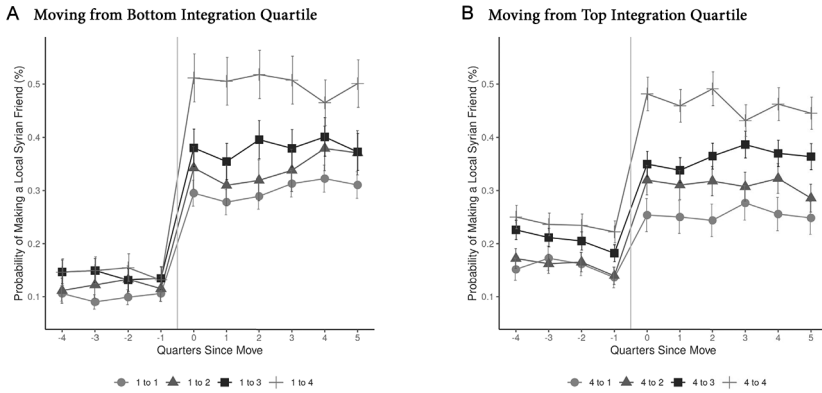 A Moving from Bottom Integration Quartile
Probability of Making a Local Syrian Friend (%)
0.5
0.4
0.3
0.2
0.1
-4 -3 -2 -1 0 1 2 3 4 5
Quarters Since Move
1 to 1 1 to 2 1 to 3 1 to 4
B Moving from Top Integration Quartile
Probability of Making a Local Syrian Friend (%)
0.5
0.4
0.3
0.2
0.1
-4 -3 -2 -1 0 1 2 3 4 5
Quarters Since Move
4 to 1 4 to 2 4 to 3 4 to 4